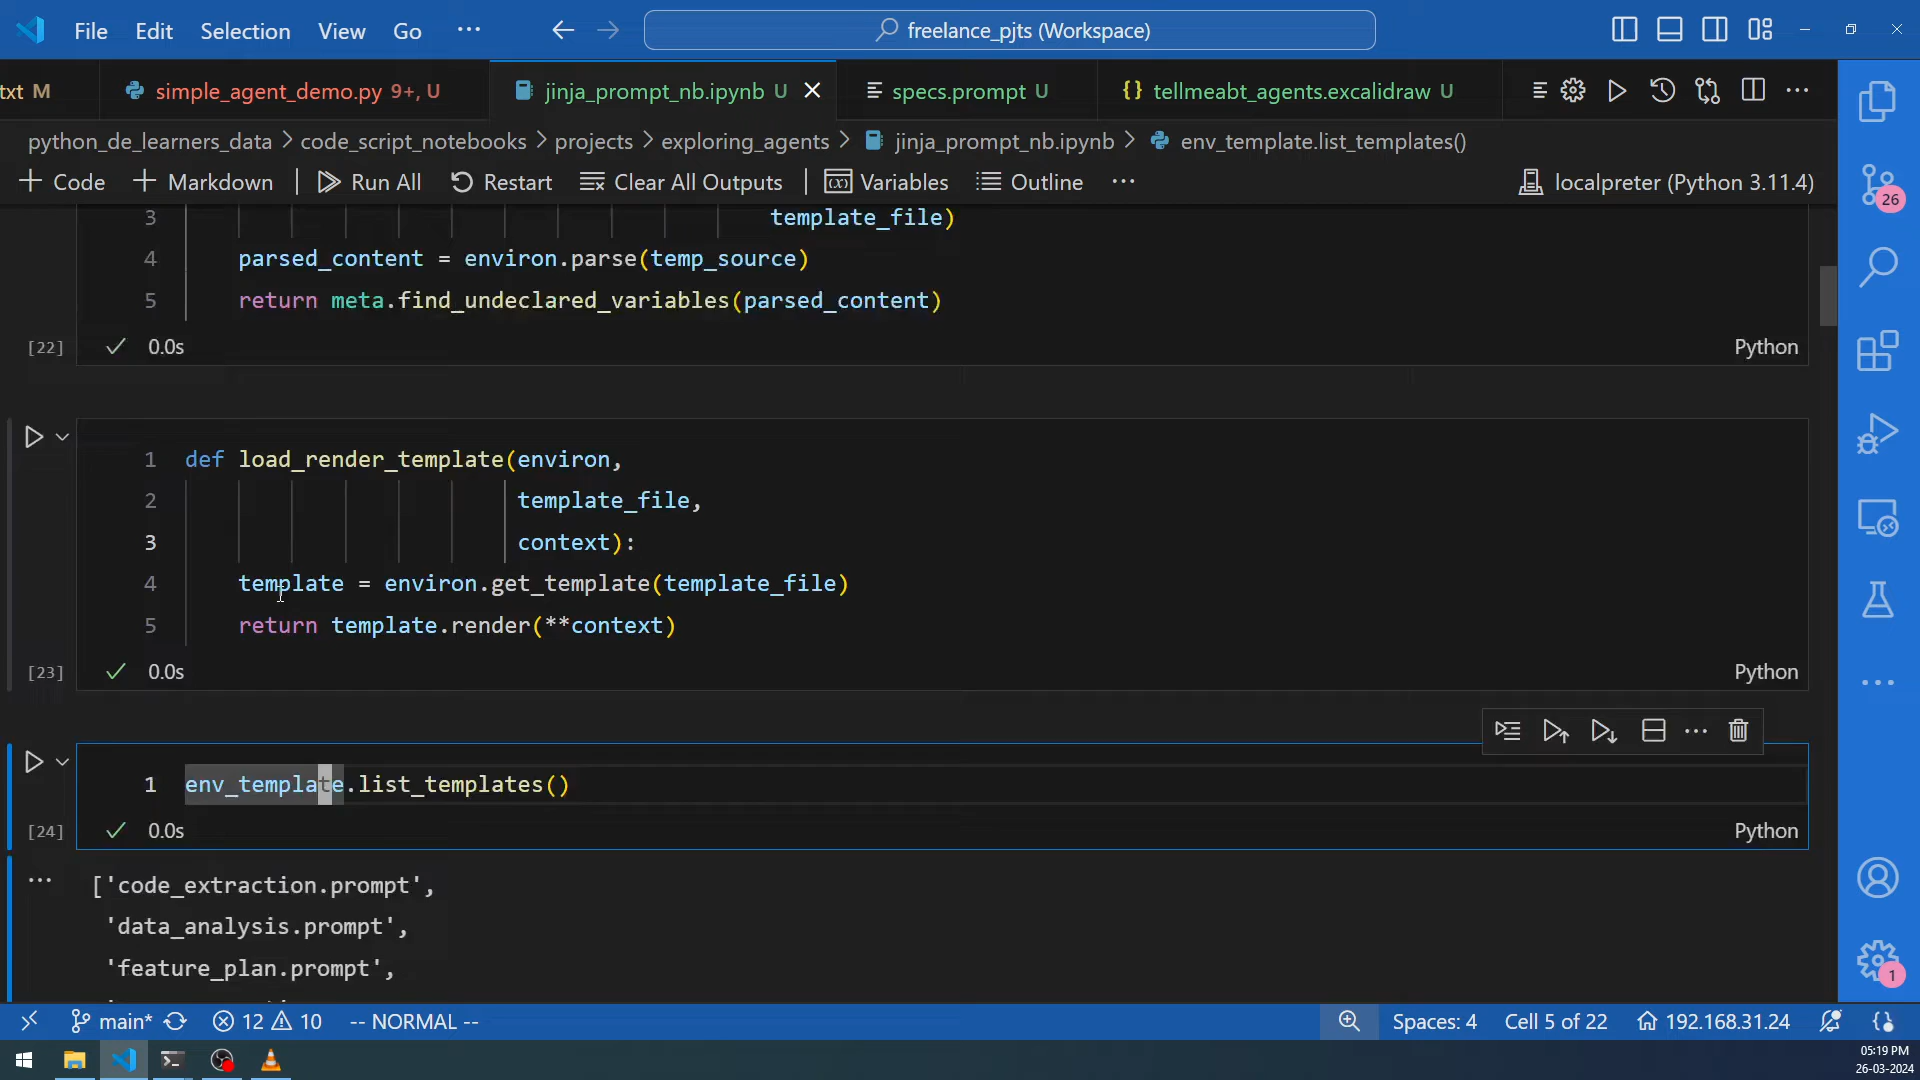 File Edit Selection View Go ··· freelance_pjts (Workspace)
txt M simple_agent_demo.py 9+, U jinja_prompt_nb.ipynb U specs.prompt U {} tellmeabt_agents.excalidraw U
python_de_learners_data > code_script_notebooks > projects > exploring_agents > jinja_prompt_nb.ipynb > env_template.list_templates()
+ Code + Markdown Run All Restart Clear All Outputs Variables Outline ··· localpreter (Python 3.11.4)
26
3 template_file)
4 parsed_content = environ.parse(temp_source)
5 return meta.find_undeclared_variables(parsed_content)
[22] 0.0s Python
1 def load_render_template(environ,
2 template_file,
3 context):
4 template = environ.get_template(template_file)
5 return template.render(**context)
[23] 0.0s Python
1 env_template.list_templates()
[24] 0.0s Python
['code_extraction.prompt',
'data_analysis.prompt',
'feature_plan.prompt',
1
main* 12 10 -- NORMAL -- Spaces: 4 Cell 5 of 22 192.168.31.24
05:19 PM
26-03-2024